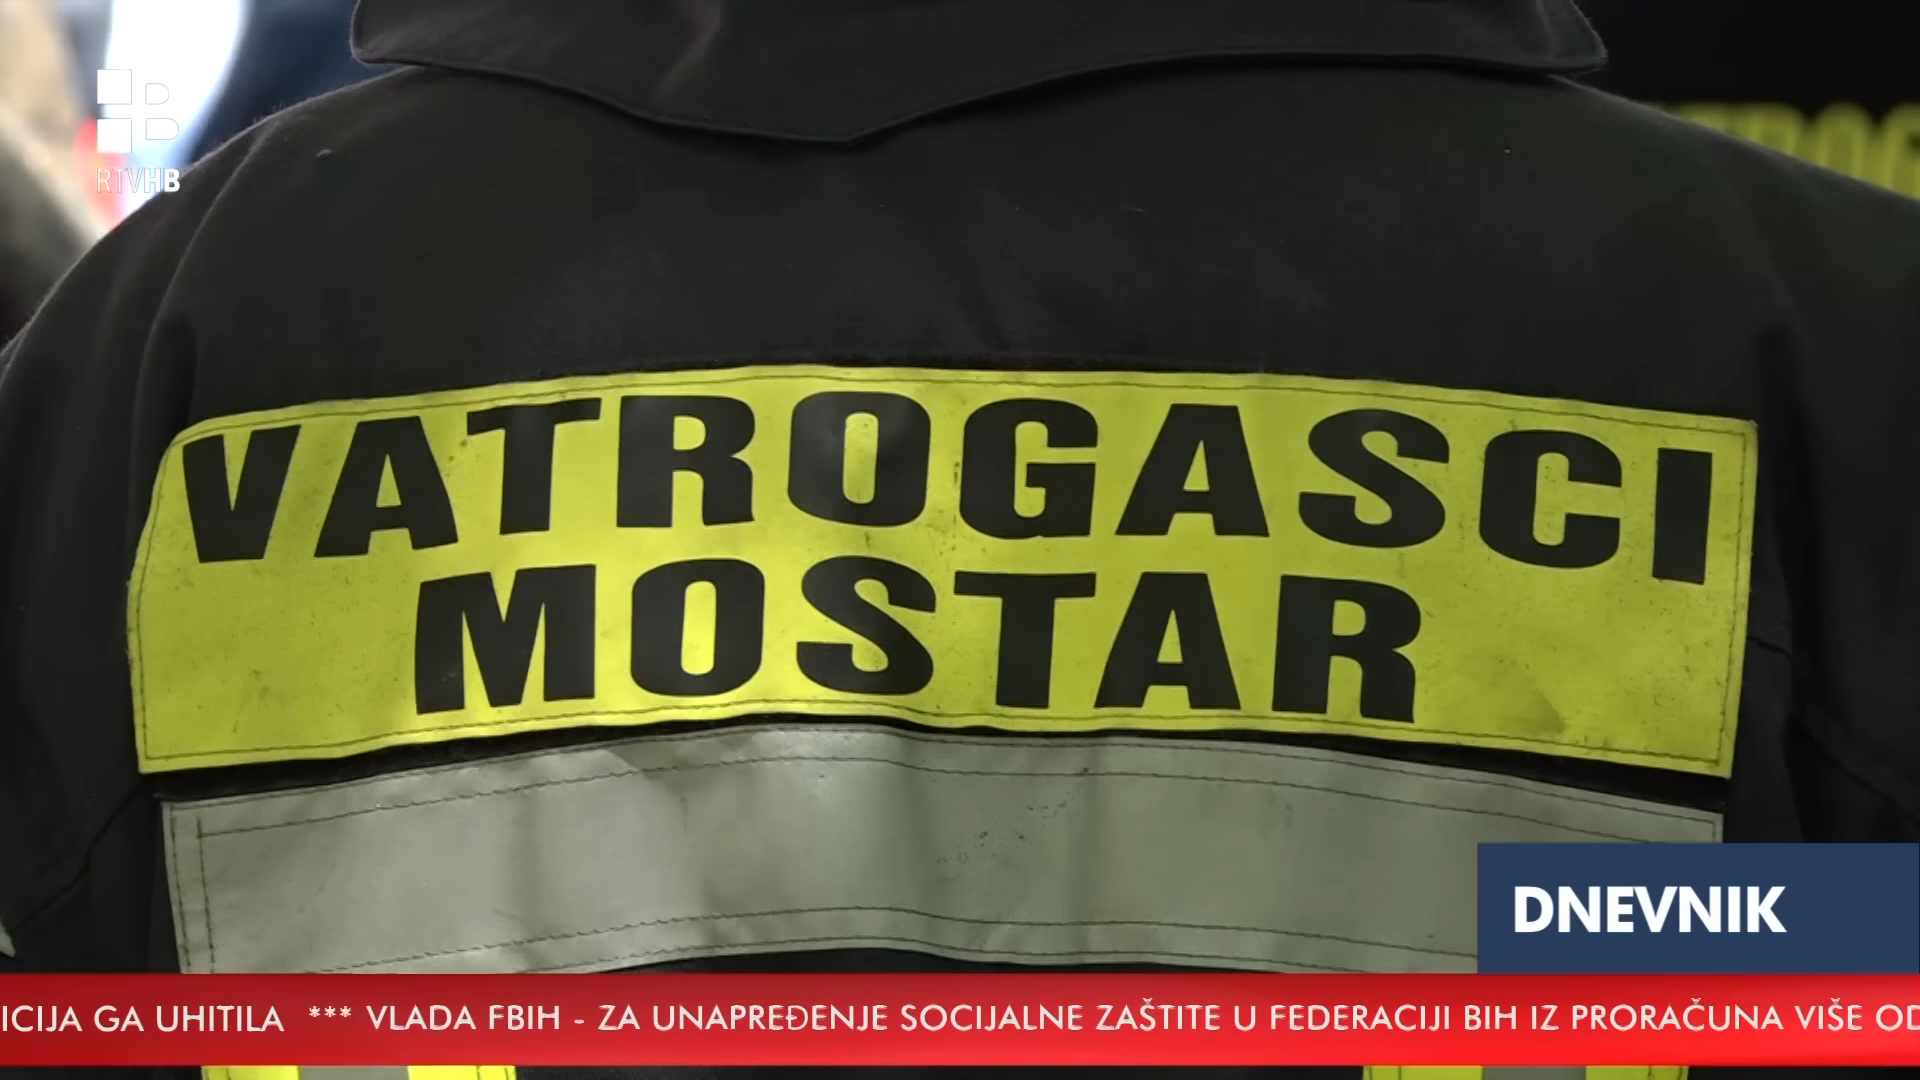 RTVHB
VATROGASCI
MOSTAR
DNEVNIK
ICIJA GA UHITILA *** VLADA FBIH - ZA UNAPREĐENJE SOCIJALNE ZAŠTITE U FEDERACIJI BIH IZ PRORAČUNA VIŠE OD